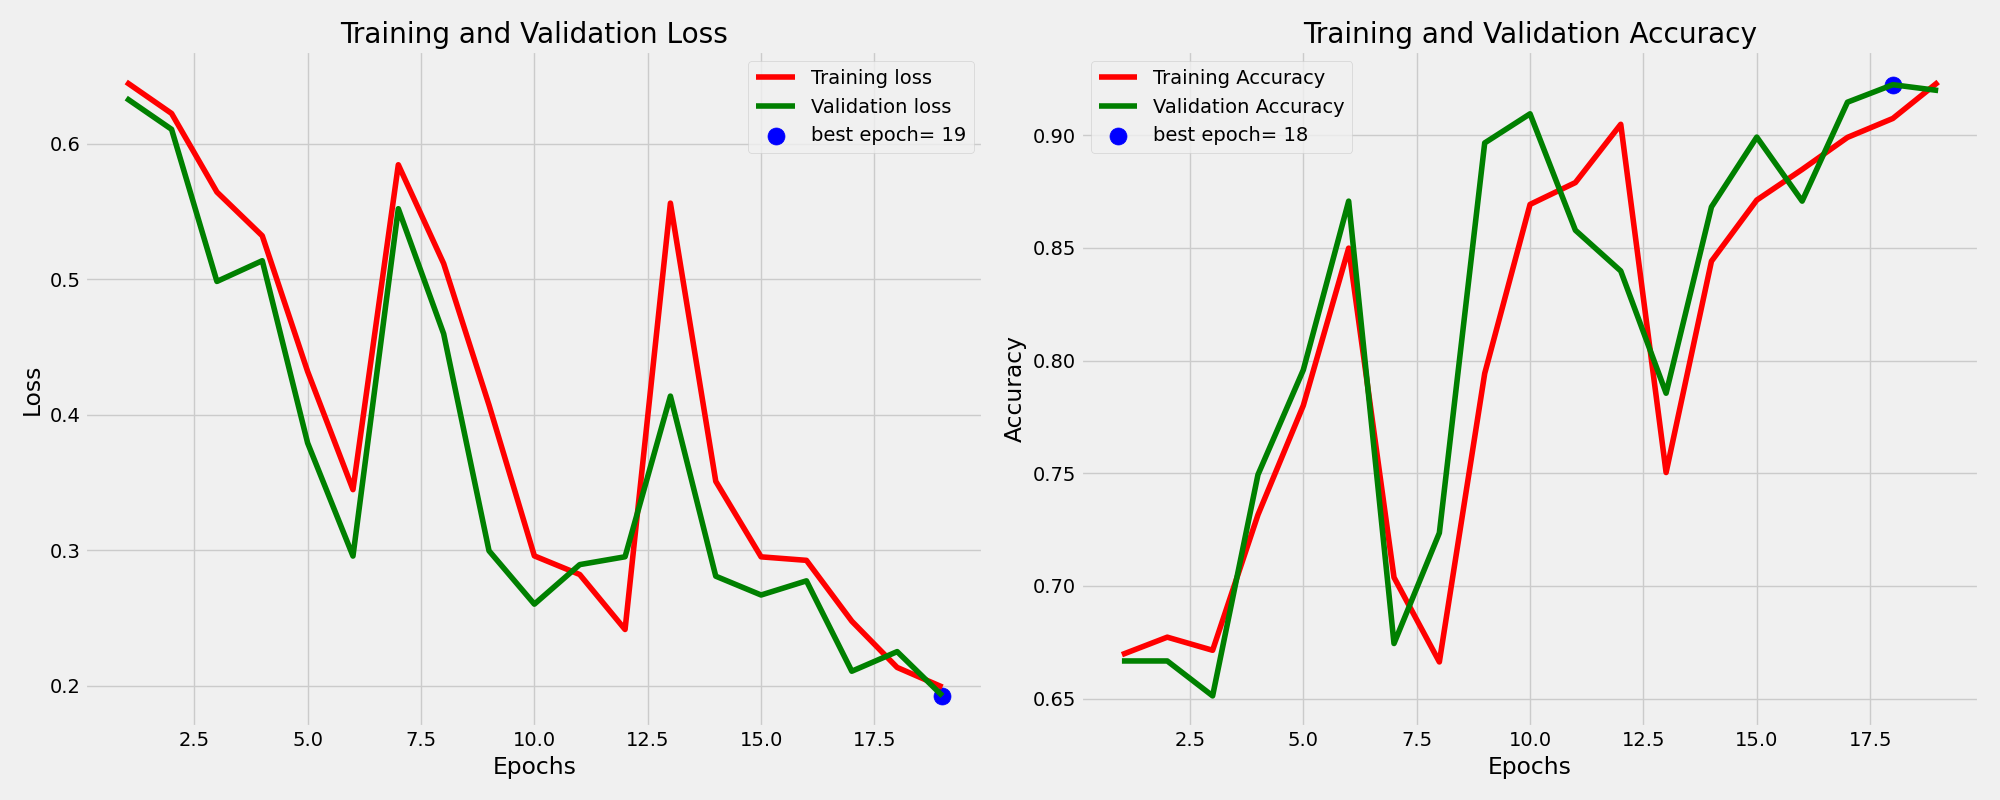 Training and Validation Loss
Training loss
Validation loss
best epoch= 19
0.6
0.5
0.4
0.3
0.2
Loss
2.5 5.0 7.5 10.0 12.5 15.0 17.5
Epochs
Training and Validation Accuracy
Training Accuracy
Validation Accuracy
best epoch= 18
0.90
0.85
0.80
0.75
0.70
0.65
Accuracy
2.5 5.0 7.5 10.0 12.5 15.0 17.5
Epochs